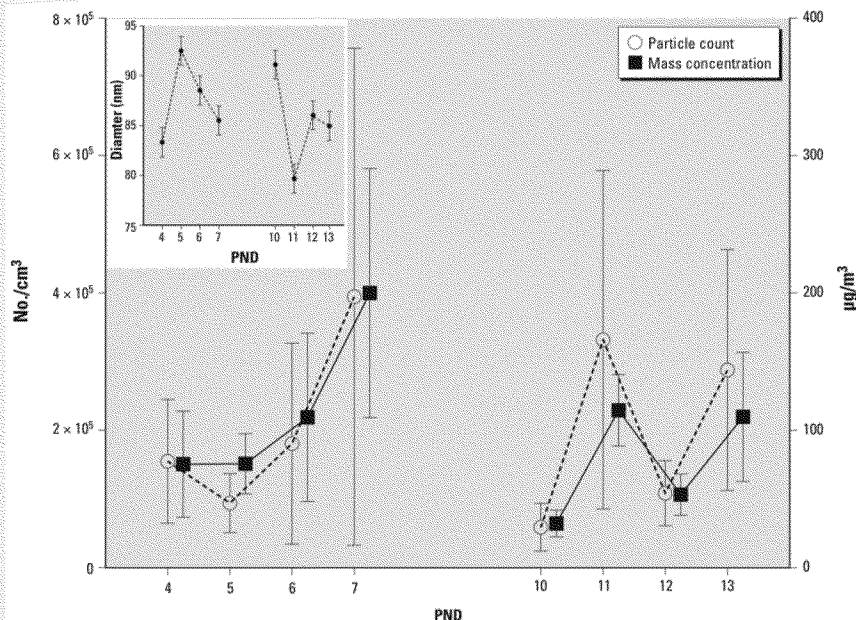 8 × 10⁵
6 × 10⁵
4 × 10⁵
2 × 10⁵
0
No./cm³
95
90
85
80
75
Diamter (nm)
4 5 6 7 10 11 12 13
PND
Particle count
Mass concentration
400
300
200
100
0
µg/m³
4 5 6 7 10 11 12 13
PND